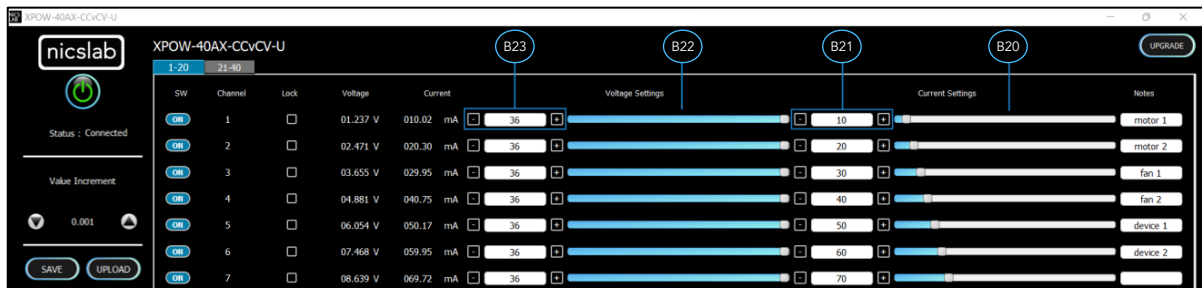 NICSLAB XPOW-40AX-CCvCV-U
nicslab XPOW-40AX-CCvCV-U B23 B22 B21 B20 UPGRADE
1-20 21-40
SW Channel Lock Voltage Current Voltage Settings Current Settings Notes
ON 1 01.237 V 010.02 mA - 36 + - 10 + motor 1
Status : Connected
ON 2 02.471 V 020.30 mA - 36 + - 20 + motor 2
ON 3 03.655 V 029.95 mA - 36 + - 30 + fan 1
Value Increment
ON 4 04.881 V 040.75 mA - 36 + - 40 + fan 2
0.001
ON 5 06.054 V 050.17 mA - 36 + - 50 + device 1
ON 6 07.468 V 059.95 mA - 36 + - 60 + device 2
SAVE UPLOAD
ON 7 08.639 V 069.72 mA - 36 + - 70 +